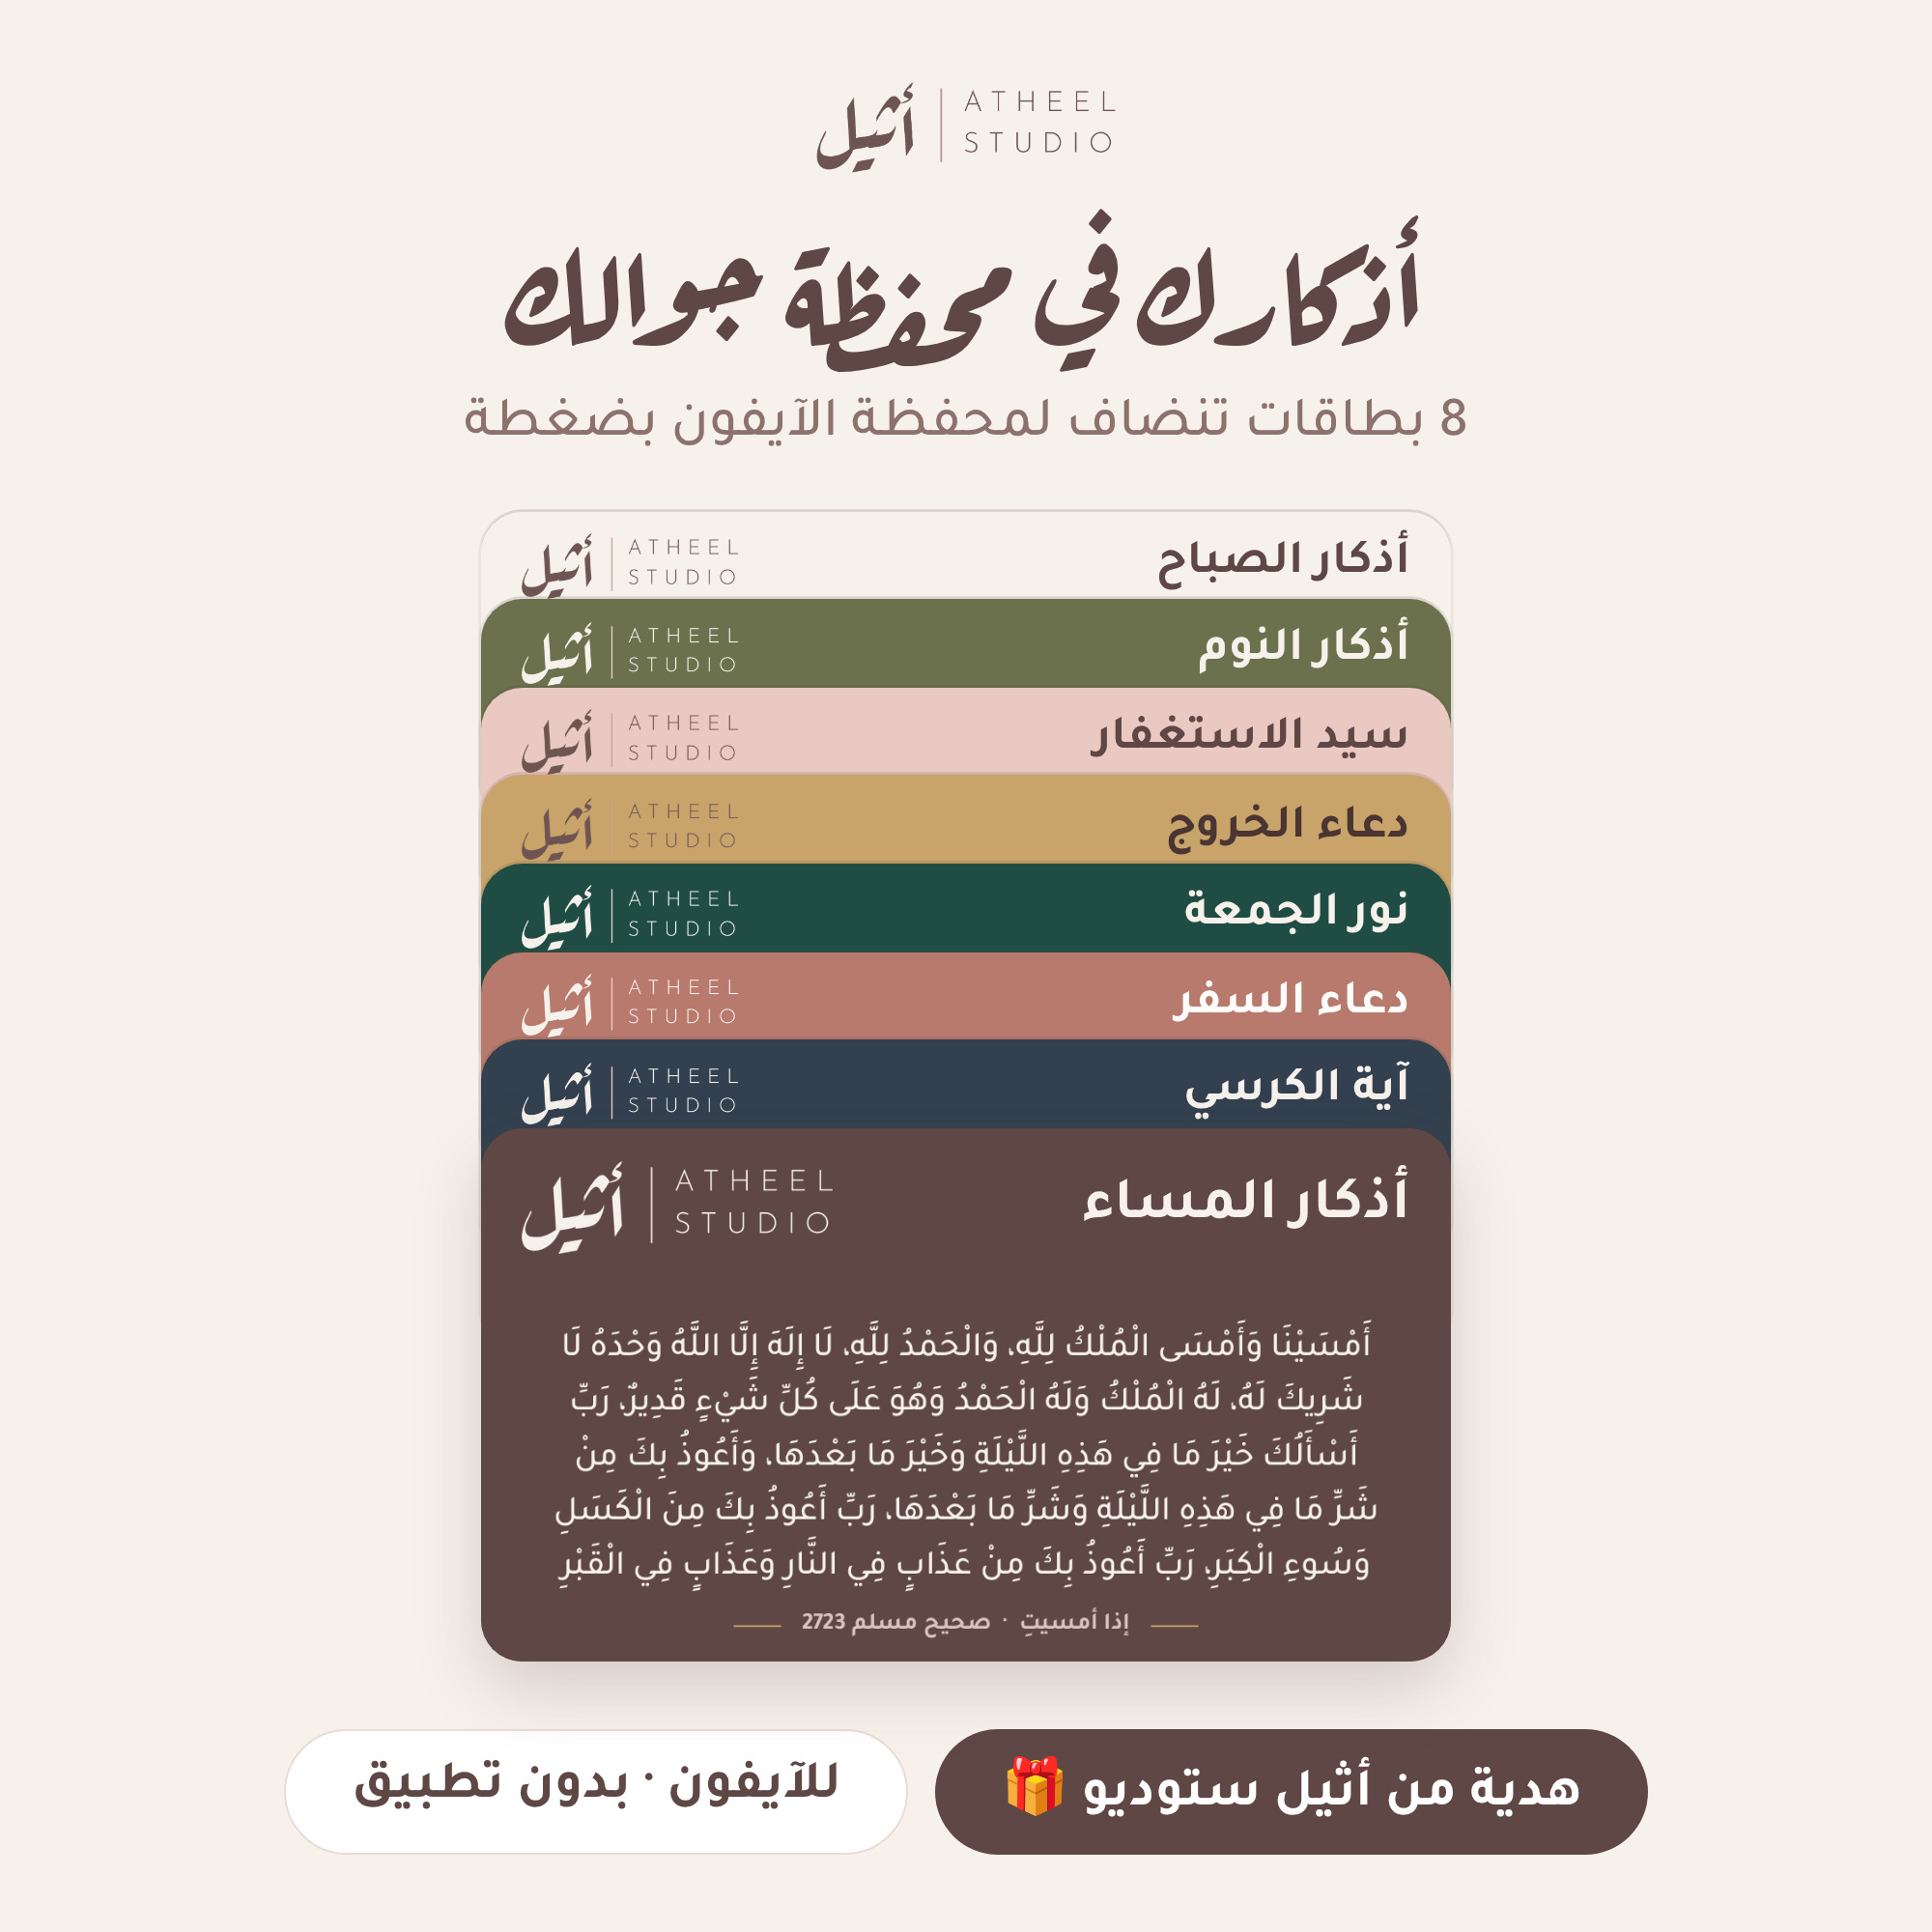 أثيل | ATHEEL STUDIO
أذكارك في محفظة جوالك
8 بطاقات تنضاف لمحفظة الآيفون بضغطة
أذكار الصباح
أثيل | ATHEEL STUDIO
أذكار النوم
أثيل | ATHEEL STUDIO
سيد الاستغفار
أثيل | ATHEEL STUDIO
دعاء الخروج
أثيل | ATHEEL STUDIO
نور الجمعة
أثيل | ATHEEL STUDIO
دعاء السفر
أثيل | ATHEEL STUDIO
آية الكرسي
أثيل | ATHEEL STUDIO
أذكار المساء
أثيل | ATHEEL STUDIO
أَمْسَيْنَا وَأَمْسَى الْمُلْكُ لِلَّهِ، وَالْحَمْدُ لِلَّهِ، لَا إِلَهَ إِلَّا اللَّهُ وَحْدَهُ لَا
شَرِيكَ لَهُ، لَهُ الْمُلْكُ وَلَهُ الْحَمْدُ وَهُوَ عَلَى كُلِّ شَيْءٍ قَدِيرٌ، رَبِّ
أَسْأَلُكَ خَيْرَ مَا فِي هَذِهِ اللَّيْلَةِ وَخَيْرَ مَا بَعْدَهَا، وَأَعُوذُ بِكَ مِنْ
شَرِّ مَا فِي هَذِهِ اللَّيْلَةِ وَشَرِّ مَا بَعْدَهَا، رَبِّ أَعُوذُ بِكَ مِنَ الْكَسَلِ
وَسُوءِ الْكِبَرِ، رَبِّ أَعُوذُ بِكَ مِنْ عَذَابٍ فِي النَّارِ وَعَذَابٍ فِي الْقَبْرِ
إذا أمسيتِ · صحيح مسلم 2723
هدية من أثيل ستوديو 🎁
للآيفون · بدون تطبيق